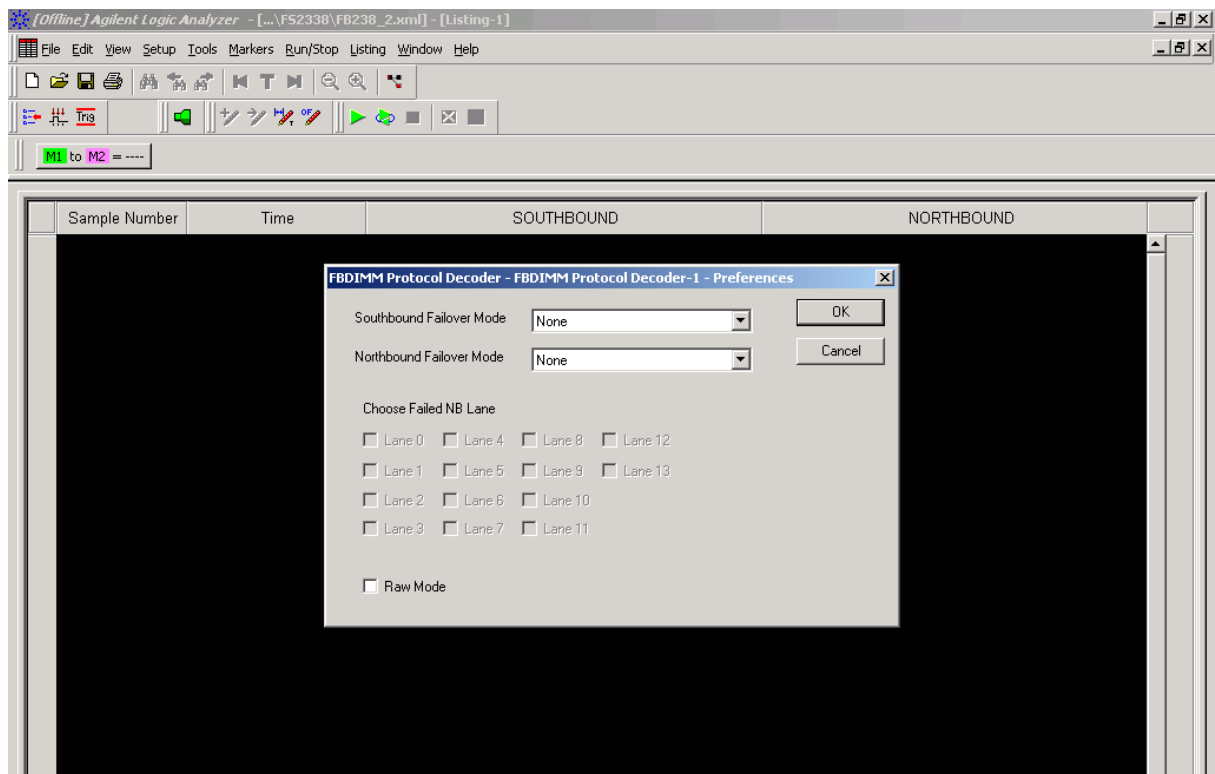 [Offline] Agilent Logic Analyzer - [...\FS2338\FB238_2.xml] - [Listing-1]
File Edit View Setup Tools Markers Run/Stop Listing Window Help
T
Trig
M1 to M2 = ----
Sample Number Time SOUTHBOUND NORTHBOUND
FBDIMM Protocol Decoder - FBDIMM Protocol Decoder-1 - Preferences
Southbound Failover Mode None OK
Northbound Failover Mode None Cancel
Choose Failed NB Lane
Lane 0 Lane 4 Lane 8 Lane 12
Lane 1 Lane 5 Lane 9 Lane 13
Lane 2 Lane 6 Lane 10
Lane 3 Lane 7 Lane 11
Raw Mode